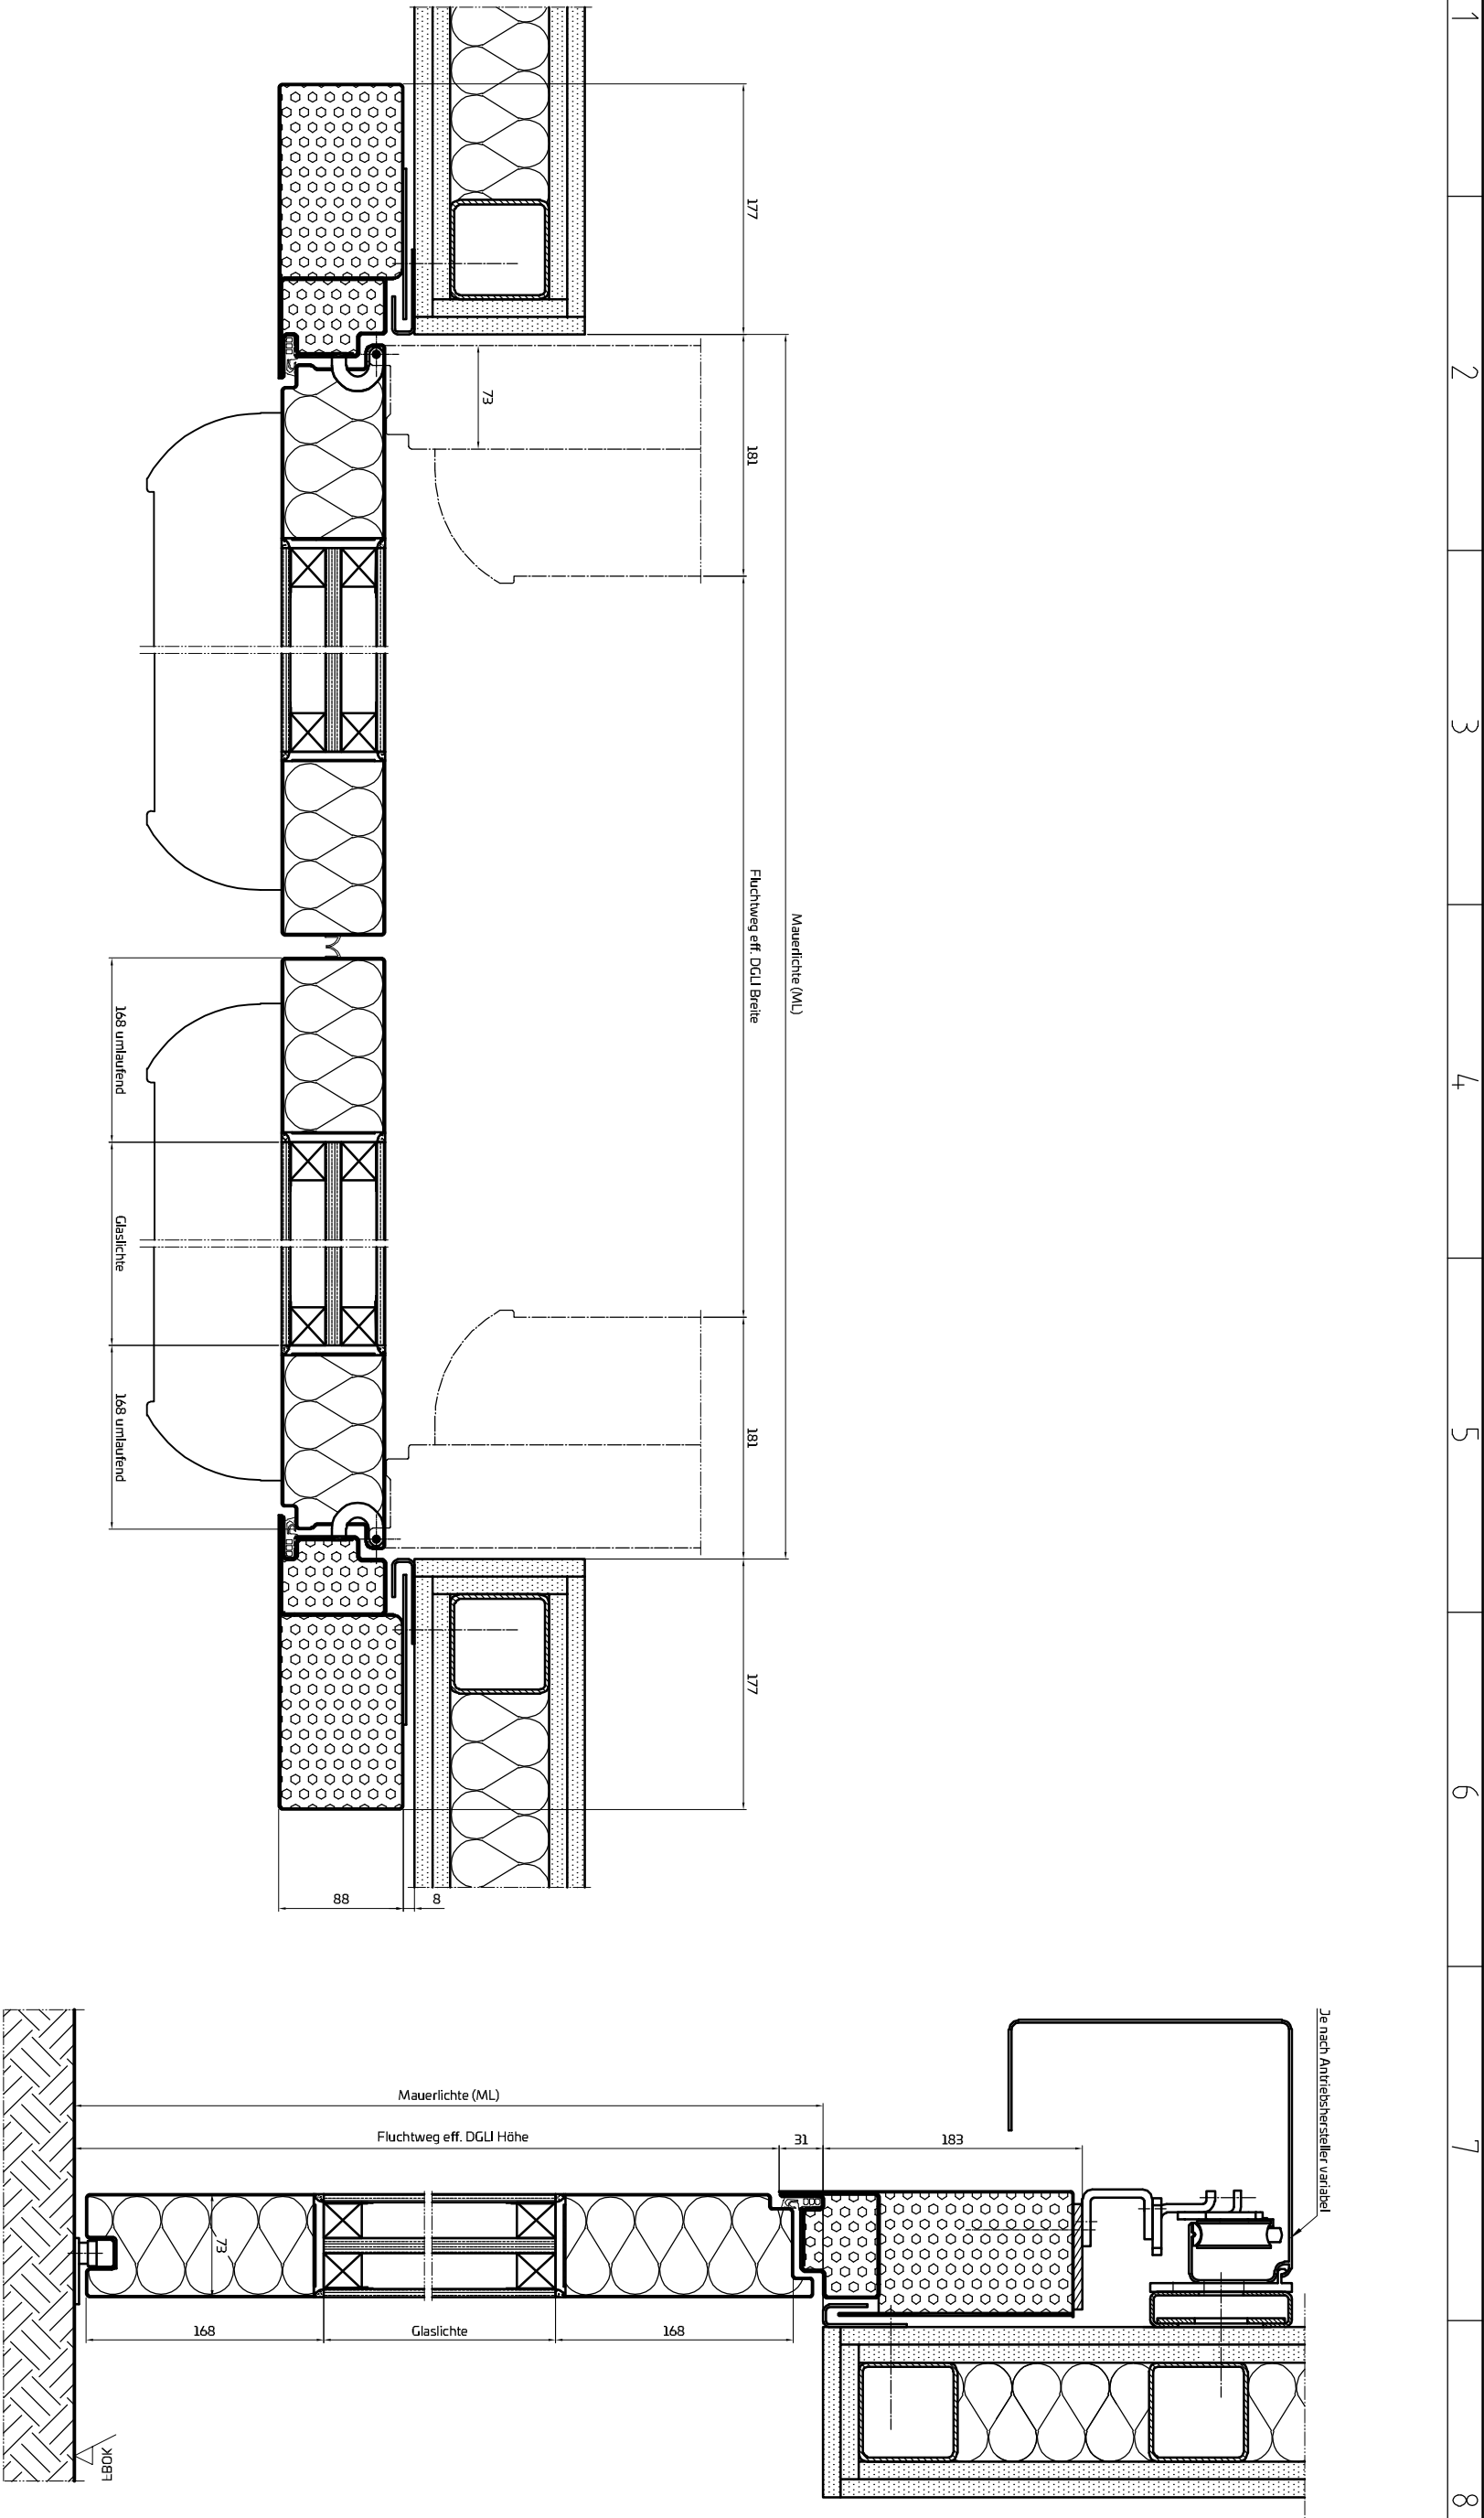 1
2
3
4
5
6
7
8
177
181
Fluchtweg eff. DGLI Breite
181
177
Mauerlichte (ML)
73
168 umlaufend
Glaslichte
168 umlaufend
88
8
Je nach Antriebshersteller variabel
Mauerlichte (ML)
Fluchtweg eff. DGLI Höhe
31
183
73
168
Glaslichte
168
FBOK